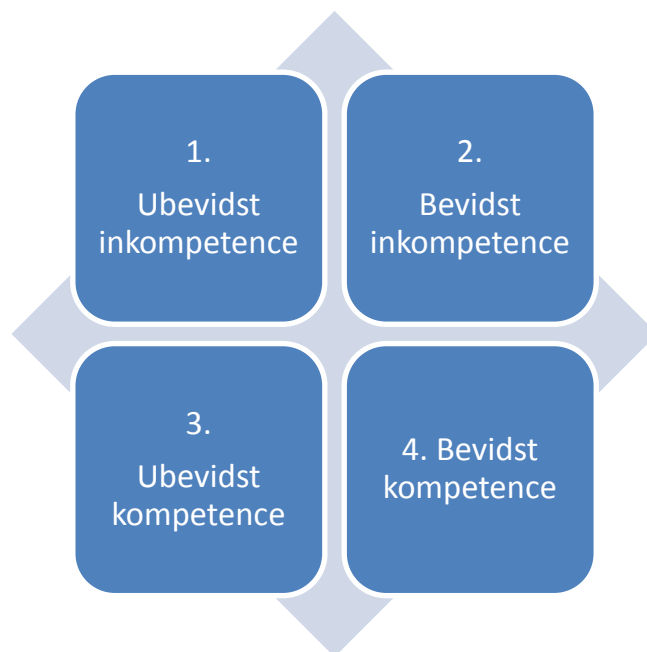 1.
Ubevidst
inkompetence
2.
Bevidst
inkompetence
3.
Ubevidst
kompetence
4. Bevidst
kompetence